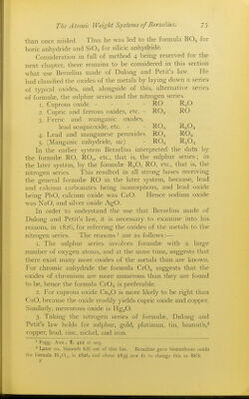 The Atomic Weight Systems of Berzelius. 75
than once misled. Thus he was led to the formula BO₃ for
boric anhydride and SiO₃ for silicic anhydride.
Consideration in full of method 4 being reserved for the
next chapter, there remains to be considered in this section
what use Berzelius made of Dulong and Petit's law. He
had classified the oxides of the metals by laying down a series
of typical oxides, and, alongside of this, alternative series
of formulæ, the sulphur series and the nitrogen series.
1. Cuprous oxide RO R₂O
2. Cupric and ferrous oxides, etc. RO₂ RO
3. Ferric and manganic oxides,
lead sesquioxide, etc. RO₃ R₂O₃
4. Lead and manganese peroxides RO₄ RO₂
5. (Manganic anhydride, etc.) RO₆ R₂O₅
In the earlier system Berzelius interpreted the data by
the formulæ RO, RO₂, etc., that is, the sulphur series; in
the later system, by the formulæ R₂O, RO, etc., that is, the
nitrogen series. This resulted in all strong bases receiving
the general formula RO in the later system, because, lead
and calcium carbonates being isomorphous, and lead oxide
being PbO, calcium oxide was CaO. Hence sodium oxide
was NaO, and silver oxide AgO.
In order to understand the use that Berzelius made of
Dulong and Petit's law, it is necessary to examine into his
reasons, in 1826, for referring the oxides of the metals to the
nitrogen series. The reasons¹ are as follows:—
1. The sulphur series involves formulæ with a large
number of oxygen atoms, and at the same time, suggests that
there exist many more oxides of the metals than are known.
For chromic anhydride the formula CrO₆ suggests that the
oxides of chromium are more numerous than they are found
to be, hence the formula CrO₃ is preferable.
2. For cuprous oxide Cu₂O is more likely to be right than
CuO, because the oxide readily yields cupric oxide and copper.
Similarly, mercurous oxide is Hg₂O.
3. Taking the nitrogen series of formulæ, Dulong and
Petit's law holds for sulphur, gold, platinum, tin, bismuth,²
copper, lead, zinc, nickel, and iron.
¹ Pogg. Ann., 8,
² Later on, bismuth fell out of this list. Berzelius gave bismuthous oxide
the formula in 1826, and about 1835 saw fit to change this to BiO.